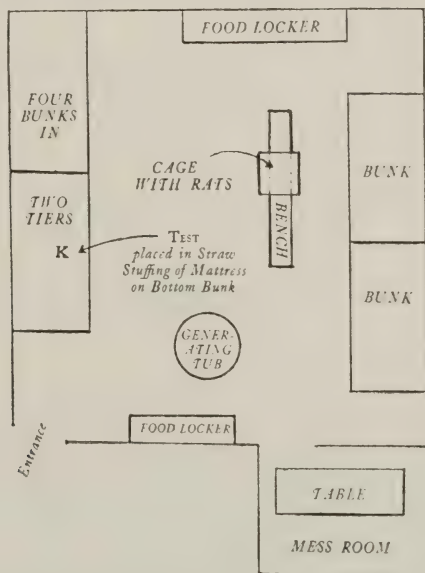 FOOD LOCKER
FOUR
BUNKS
IN
TWO
TIERS
K
CAGE
WITH RATS
BENCH
BUNK
TEST
placed in Straw
Stuffing of Mattress
on Bottom Bunk
BUNK
GENER-
ATING
TUB
FOOD LOCKER
Entrance
TABLE
MESS ROOM